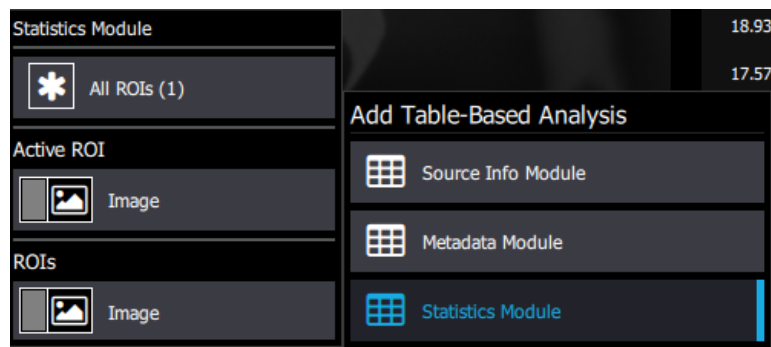 Statistics Module
All ROIs (1)
Active ROI
Image
ROIs
Image
18.93
17.57
Add Table-Based Analysis
Source Info Module
Metadata Module
Statistics Module